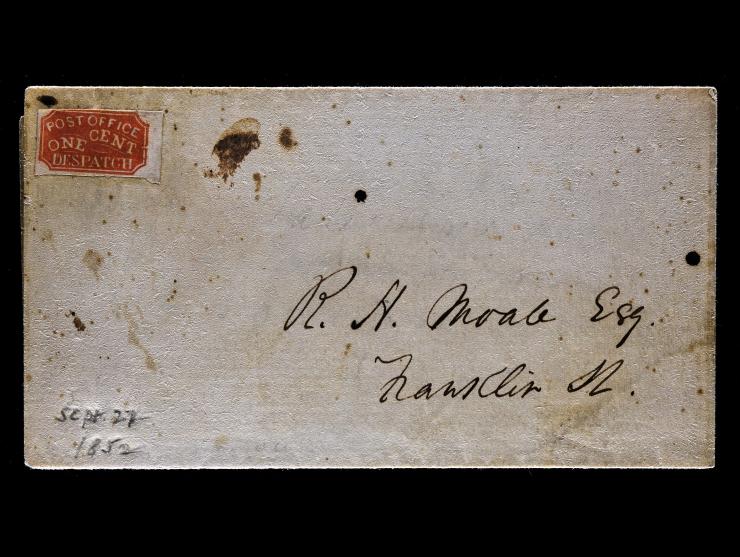 POST OFFICE
ONE CENT
DESPATCH
R. H. Moale Esq.
Franklin St.
Sept. 27
1852